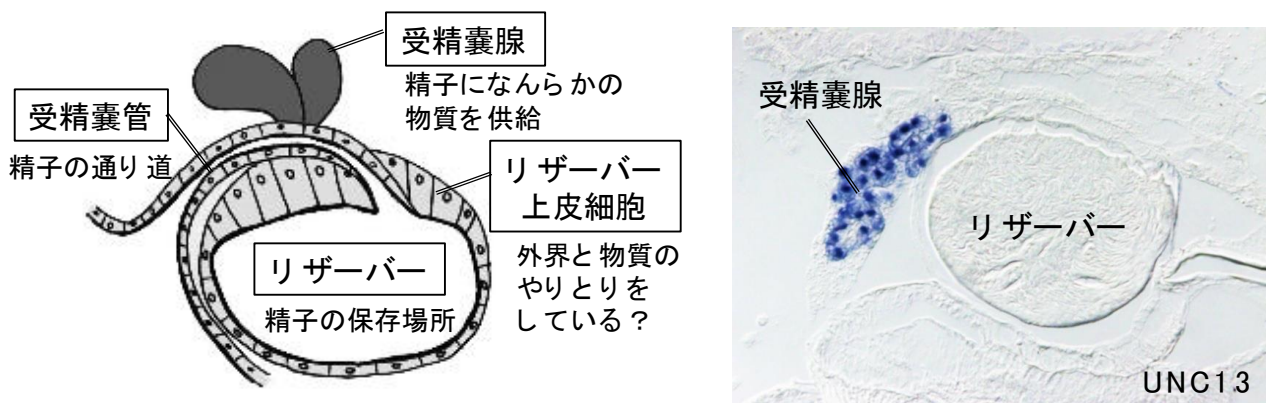 受精嚢腺
精子になんらかの
物質を供給
受精嚢管
精子の通り道
リザーバー
上皮細胞
外界と物質の
やりとりを
している？
リザーバー
精子の保存場所
受精嚢腺
リザーバー
UNC13